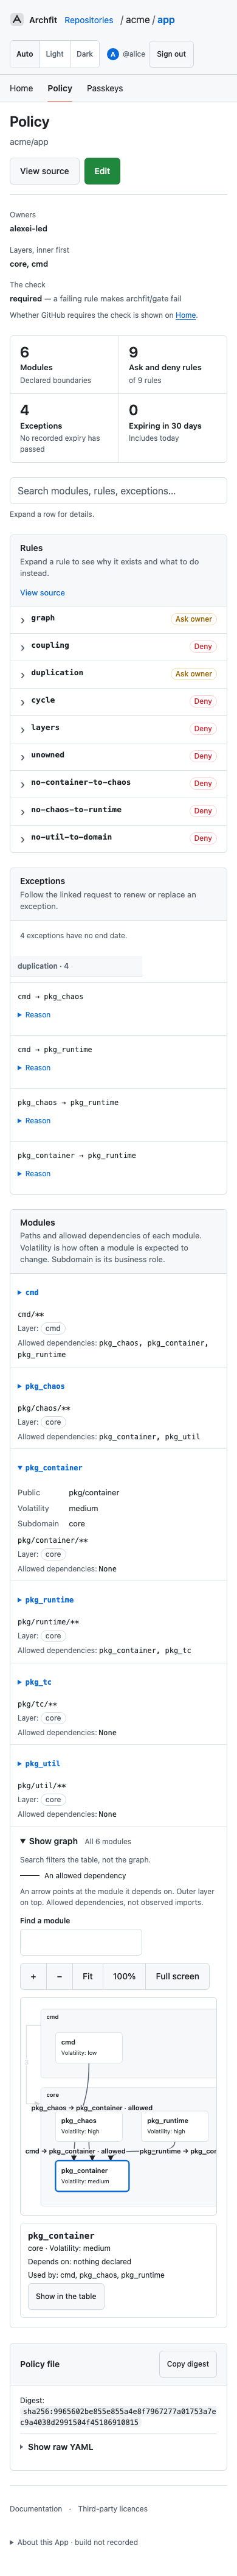 A Archfit Repositories / acme / app
Auto Light Dark A @alice Sign out
Home Policy Passkeys
Policy
acme/app
View source Edit
Owners
alexei-led
Layers, inner first
core, cmd
The check
required — a failing rule makes archfit/gate fail
Whether GitHub requires the check is shown on Home.
6
Modules
Declared boundaries
9
Ask and deny rules
of 9 rules
4
Exceptions
No recorded expiry has
passed
0
Expiring in 30 days
Includes today
Search modules, rules, exceptions...
Expand a row for details.
Rules
Expand a rule to see why it exists and what to do
instead.
View source
graph Ask owner
coupling Deny
duplication Ask owner
cycle Deny
layers Deny
unowned Deny
no-container-to-chaos Deny
no-chaos-to-runtime Deny
no-util-to-domain Deny
Exceptions
Follow the linked request to renew or replace an
exception.
4 exceptions have no end date.
duplication · 4
cmd → pkg_chaos
Reason
cmd → pkg_runtime
Reason
pkg_chaos → pkg_runtime
Reason
pkg_container → pkg_runtime
Reason
Modules
Paths and allowed dependencies of each module.
Volatility is how often a module is expected to
change. Subdomain is its business role.
cmd
cmd/**
Layer: cmd
Allowed dependencies: pkg_chaos, pkg_container,
pkg_runtime
pkg_chaos
pkg/chaos/**
Layer: core
Allowed dependencies: pkg_container, pkg_util
pkg_container
Public pkg/container
Volatility medium
Subdomain core
pkg/container/**
Layer: core
Allowed dependencies: None
pkg_runtime
pkg/runtime/**
Layer: core
Allowed dependencies: pkg_container, pkg_tc
pkg_tc
pkg/tc/**
Layer: core
Allowed dependencies: None
pkg_util
pkg/util/**
Layer: core
Allowed dependencies: None
Show graph All 6 modules
Search filters the table, not the graph.
An allowed dependency
An arrow points at the module it depends on. Outer layer
on top. Allowed dependencies, not observed imports.
Find a module
+ − Fit 100% Full screen
cmd
cmd
Volatility: low
core
pkg_chaos → pkg_container · allowed
pkg_chaos
Volatility: high
pkg_runtime
Volatility: high
cmd → pkg_container · allowed pkg_runtime → pkg_con
pkg_container
Volatility: medium
pkg_container
core · Volatility: medium
Depends on: nothing declared
Used by: cmd, pkg_chaos, pkg_runtime
Show in the table
Policy file Copy digest
Digest:
sha256:9965602be855e855a4e8f7967277a01753a7e
c9a4038d2991504f45186910815
Show raw YAML
Documentation · Third-party licences
About this App · build not recorded